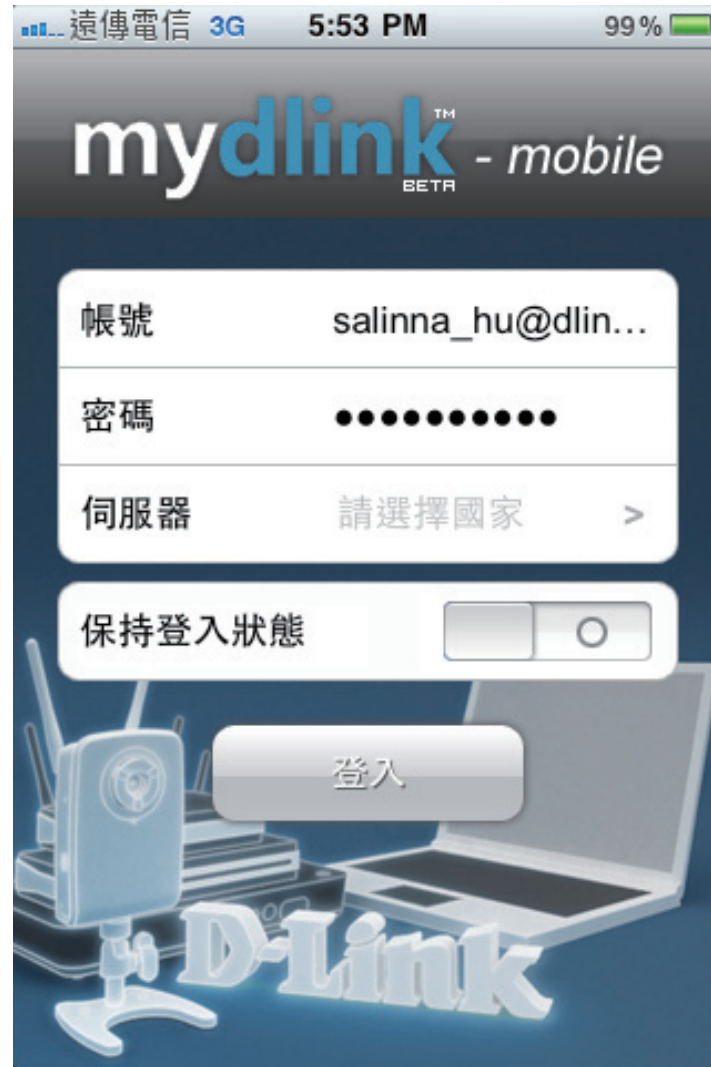 遠傳電信 3G 5:53 PM 99%
mydlink™ - mobile
BETA
帳號 salinna_hu@dlin...
密碼 ●●●●●●●●●●
伺服器 請選擇國家 >
保持登入狀態
登入
D-Link